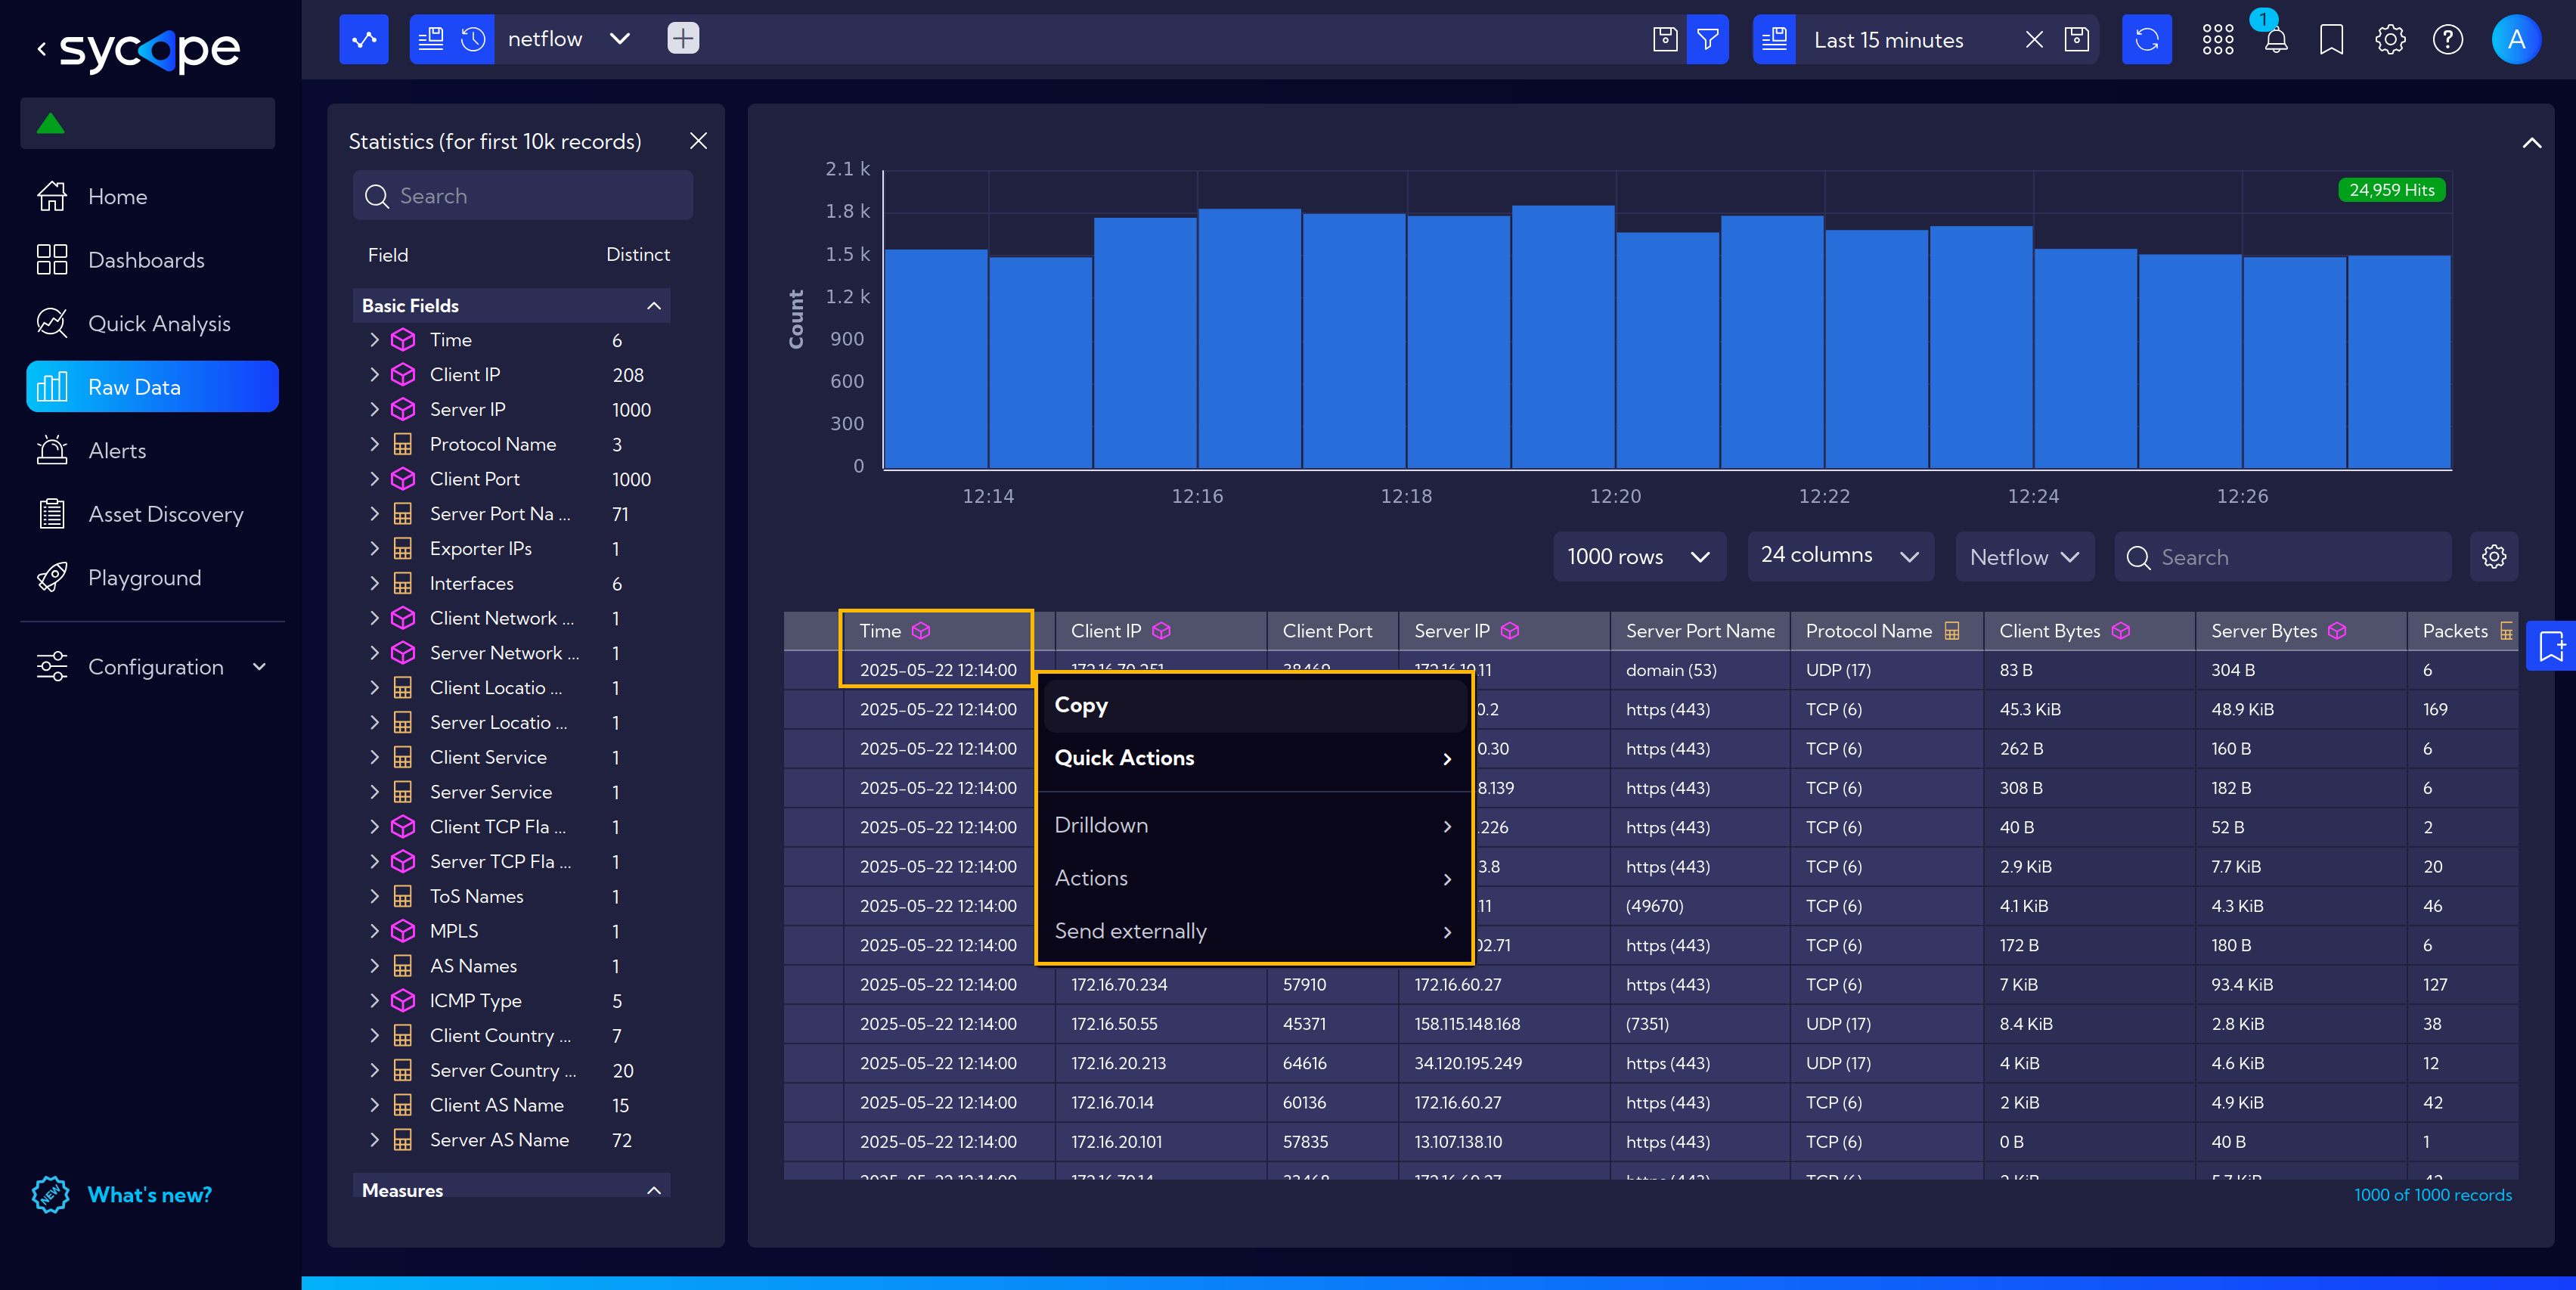 sycope
netflow
Last 15 minutes
1
A
Home
Dashboards
Quick Analysis
Raw Data
Alerts
Asset Discovery
Playground
Configuration
NEW What's new?
Statistics (for first 10k records)
Search
Field Distinct
Basic Fields
Time 6
Client IP 208
Server IP 1000
Protocol Name 3
Client Port 1000
Server Port Na ... 71
Exporter IPs 1
Interfaces 6
Client Network ... 1
Server Network ... 1
Client Locatio ... 1
Server Locatio ... 1
Client Service 1
Server Service 1
Client TCP Fla ... 1
Server TCP Fla ... 1
ToS Names 1
MPLS 1
AS Names 1
ICMP Type 5
Client Country ... 7
Server Country ... 20
Client AS Name 15
Server AS Name 72
Measures
24,959 Hits
Count
2.1 k
1.8 k
1.5 k
1.2 k
900
600
300
0
12:14 12:16 12:18 12:20 12:22 12:24 12:26
1000 rows 24 columns Netflow Search
Time Client IP Client Port Server IP Server Port Name Protocol Name Client Bytes Server Bytes Packets
2025-05-22 12:14:00 172.16.70.251 38469 172.16.10.11 domain (53) UDP (17) 83 B 304 B 6
2025-05-22 12:14:00 0.2 https (443) TCP (6) 45.3 KiB 48.9 KiB 169
2025-05-22 12:14:00 0.30 https (443) TCP (6) 262 B 160 B 6
2025-05-22 12:14:00 8.139 https (443) TCP (6) 308 B 182 B 6
2025-05-22 12:14:00 .226 https (443) TCP (6) 40 B 52 B 2
2025-05-22 12:14:00 3.8 https (443) TCP (6) 2.9 KiB 7.7 KiB 20
2025-05-22 12:14:00 .11 (49670) TCP (6) 4.1 KiB 4.3 KiB 46
2025-05-22 12:14:00 02.71 https (443) TCP (6) 172 B 180 B 6
2025-05-22 12:14:00 172.16.70.234 57910 172.16.60.27 https (443) TCP (6) 7 KiB 93.4 KiB 127
2025-05-22 12:14:00 172.16.50.55 45371 158.115.148.168 (7351) UDP (17) 8.4 KiB 2.8 KiB 38
2025-05-22 12:14:00 172.16.20.213 64616 34.120.195.249 https (443) UDP (17) 4 KiB 4.6 KiB 12
2025-05-22 12:14:00 172.16.70.14 60136 172.16.60.27 https (443) TCP (6) 2 KiB 4.9 KiB 42
2025-05-22 12:14:00 172.16.20.101 57835 13.107.138.10 https (443) TCP (6) 0 B 40 B 1
Copy
Quick Actions
Drilldown
Actions
Send externally
1000 of 1000 records